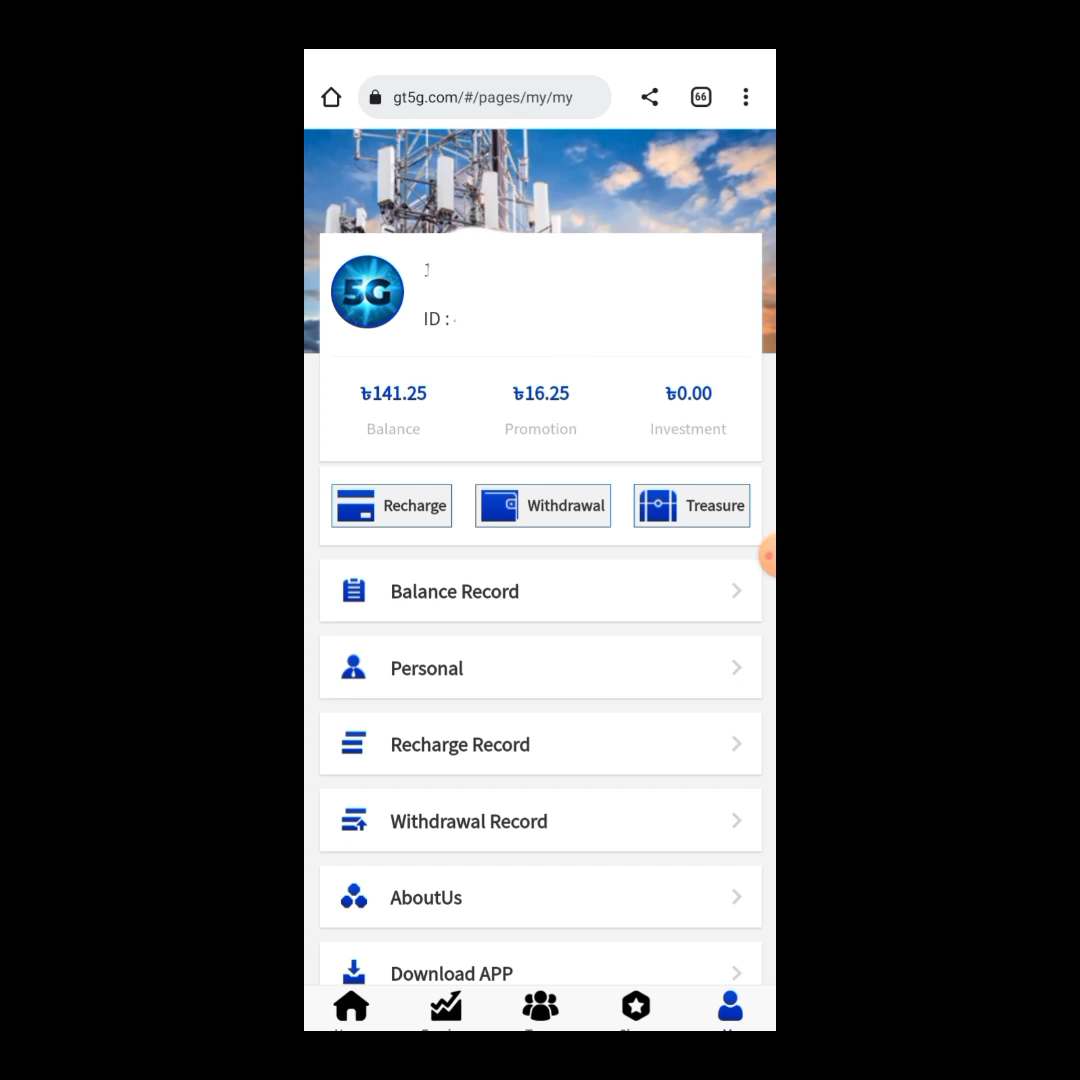 gt5g.com/#/pages/my/my
66
5G
ID :
৳141.25 ৳16.25 ৳0.00
Balance Promotion Investment
Recharge Withdrawal Treasure
Balance Record
Personal
Recharge Record
Withdrawal Record
AboutUs
Download APP